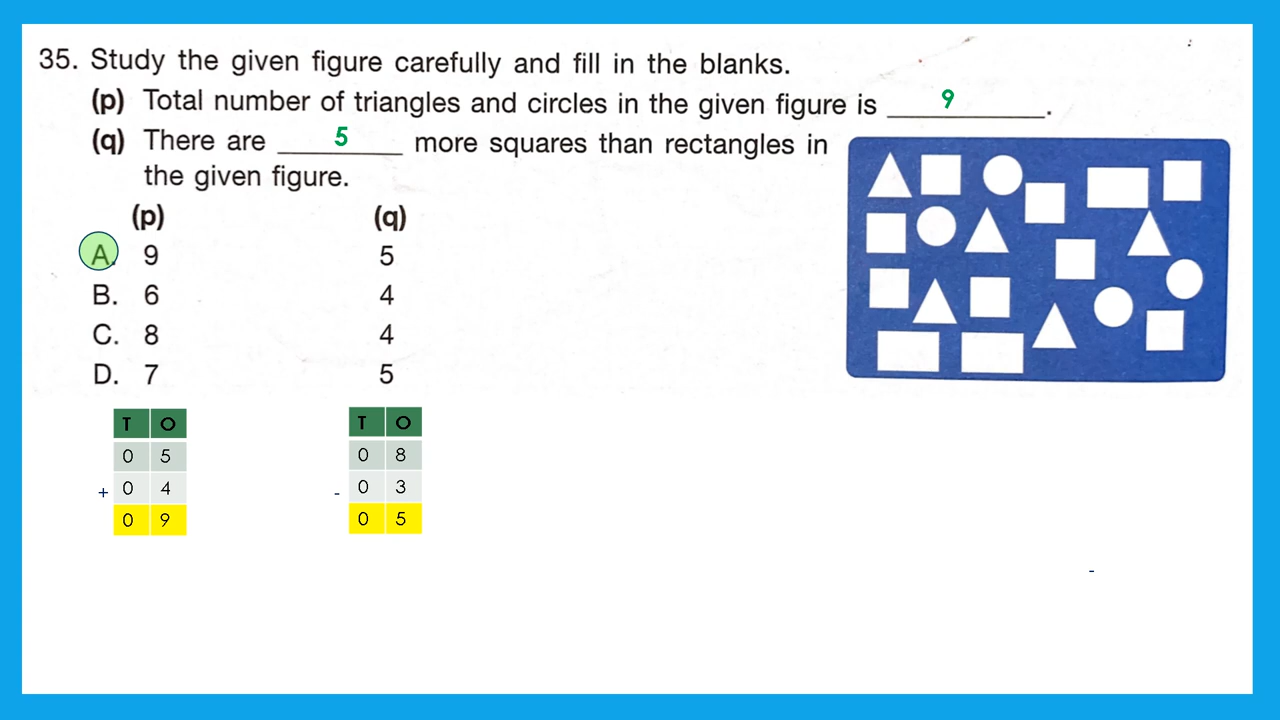 35. Study the given figure carefully and fill in the blanks.
(p) Total number of triangles and circles in the given figure is 9.
(q) There are 5 more squares than rectangles in
the given figure.
(p) (q)
A. 9 5
B. 6 4
C. 8 4
D. 7 5
T O
0 5
+ 0 4
0 9
T O
0 8
- 0 3
0 5
-